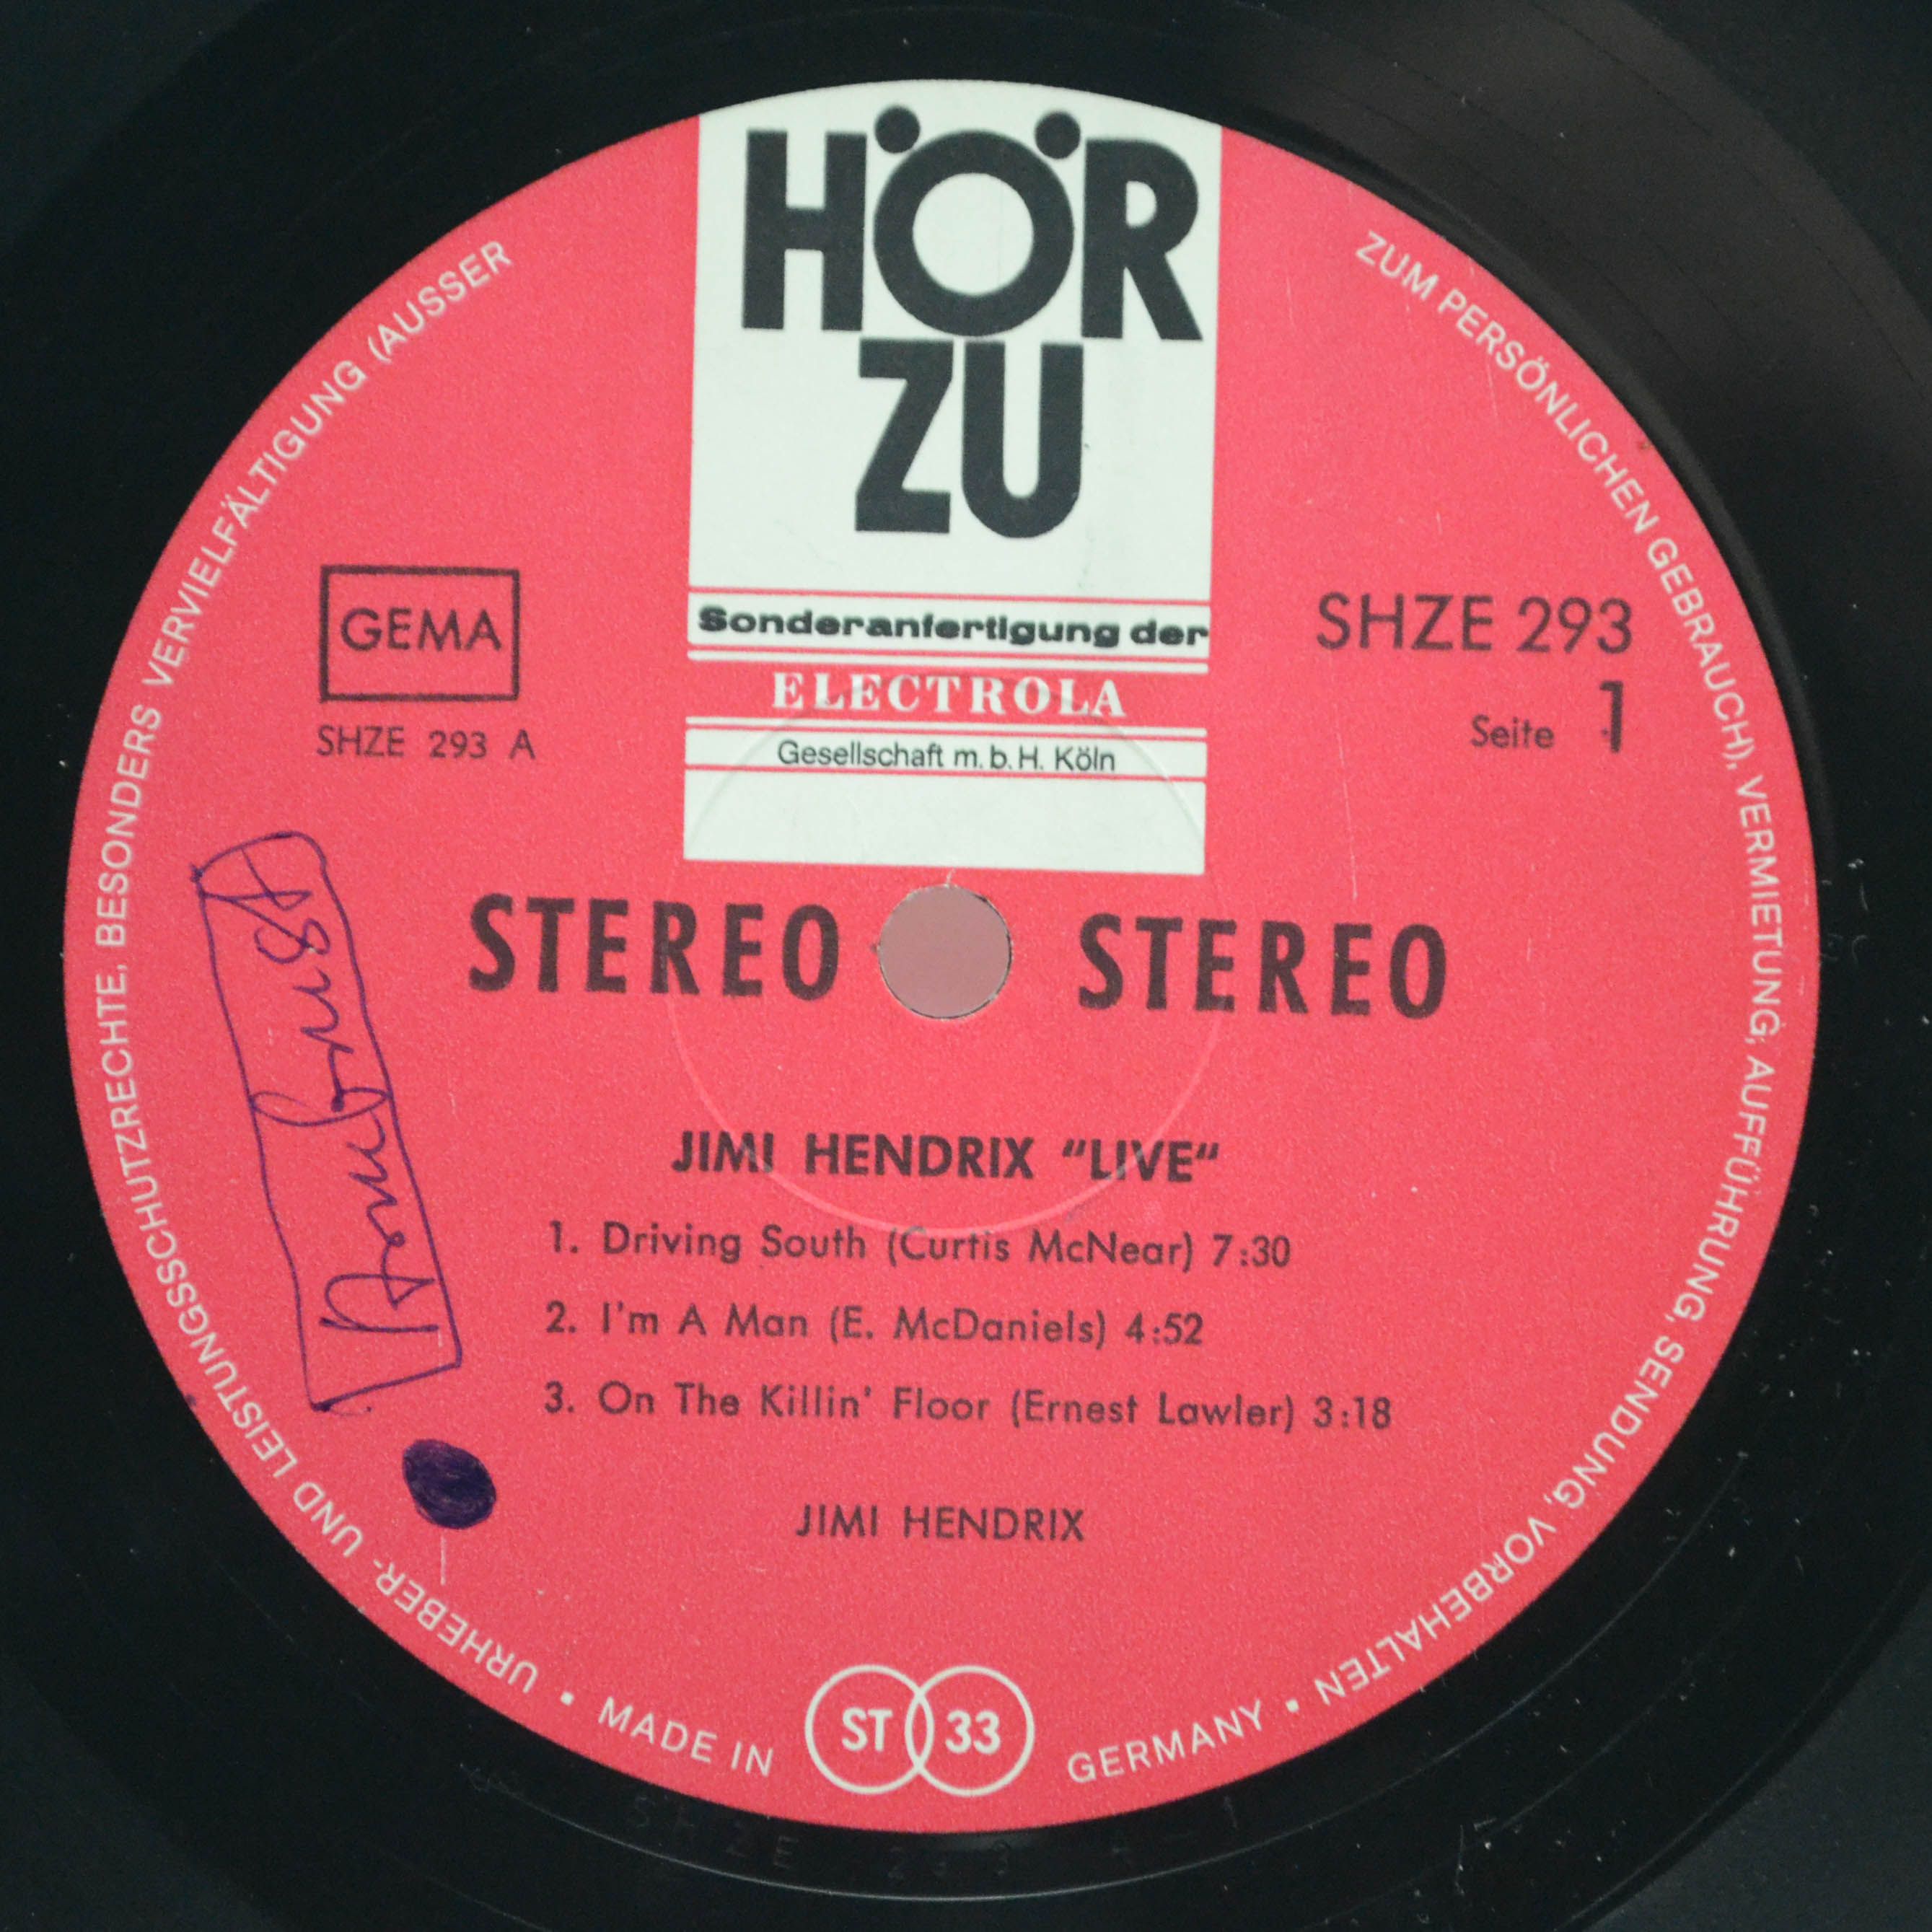 HÖR
ZU
Sonderanfertigung der
ELECTROLA
Gesellschaft m.b.H. Köln
GEMA
SHZE 293 A
SHZE 293
Seite 1
STEREO STEREO
JIMI HENDRIX "LIVE"
1. Driving South (Curtis McNear) 7:30
2. I'm A Man (E. McDaniels) 4:52
3. On The Killin' Floor (Ernest Lawler) 3:18
JIMI HENDRIX
ST 33
MADE IN GERMANY
URHEBER- UND LEISTUNGSSCHUTZRECHTE, BESONDERS VERVIELFÄLTIGUNG (AUSSER ZUM PERSÖNLICHEN GEBRAUCH), VERMIETUNG, AUFFÜHRUNG, SENDUNG, VORBEHALTEN